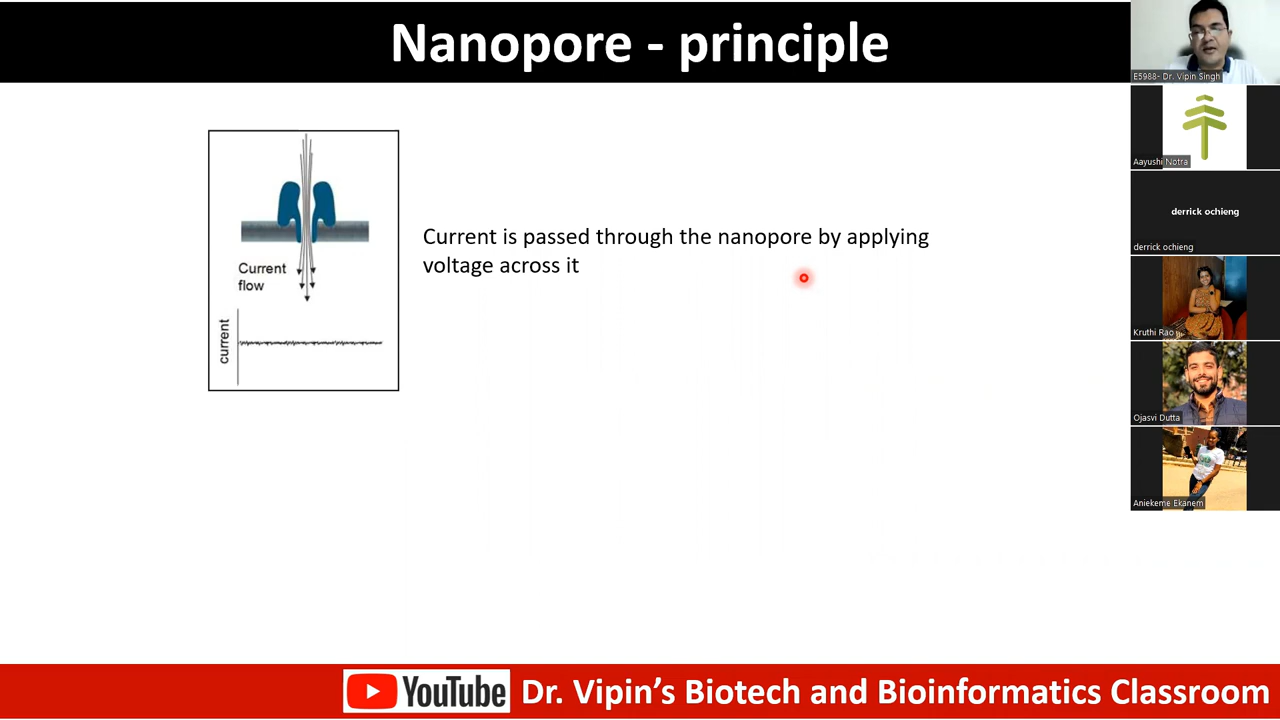 Nanopore - principle
E5988- Dr. Vipin Singh
Aayushi Notra
derrick ochieng
derrick ochieng
Kruthi Rao
Ojasvi Dutta
Aniekeme Ekanem
Current is passed through the nanopore by applying
voltage across it
Current
flow
current
YouTube Dr. Vipin’s Biotech and Bioinformatics Classroom